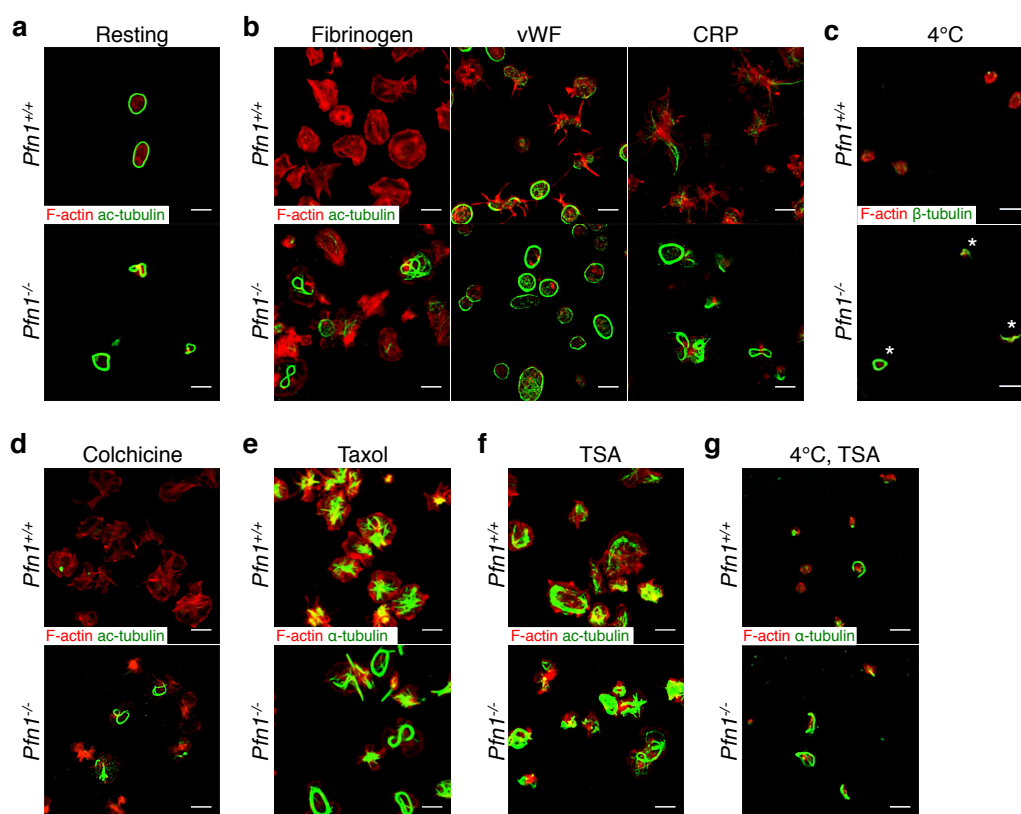 a
Resting
Pfn1+/+
F-actin ac-tubulin
Pfn1-/-
b
Fibrinogen
vWF
CRP
Pfn1+/+
F-actin ac-tubulin
Pfn1-/-
c
4°C
Pfn1+/+
F-actin β-tubulin
Pfn1-/-
*
*
*
d
Colchicine
Pfn1+/+
F-actin ac-tubulin
Pfn1-/-
e
Taxol
Pfn1+/+
F-actin α-tubulin
Pfn1-/-
f
TSA
Pfn1+/+
F-actin ac-tubulin
Pfn1-/-
g
4°C, TSA
Pfn1+/+
F-actin α-tubulin
Pfn1-/-